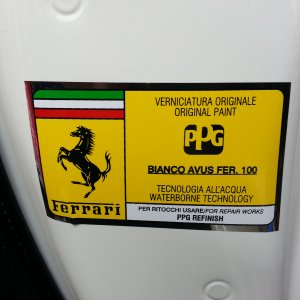 VERNICIATURA ORIGINALE
ORIGINAL PAINT
PPG
BIANCO AVUS FER. 100
TECNOLOGIA ALL'ACQUA
WATERBORNE TECHNOLOGY
Ferrari
PER RITOCCHI USARE/FOR REPAIR WORKS
PPG REFINISH